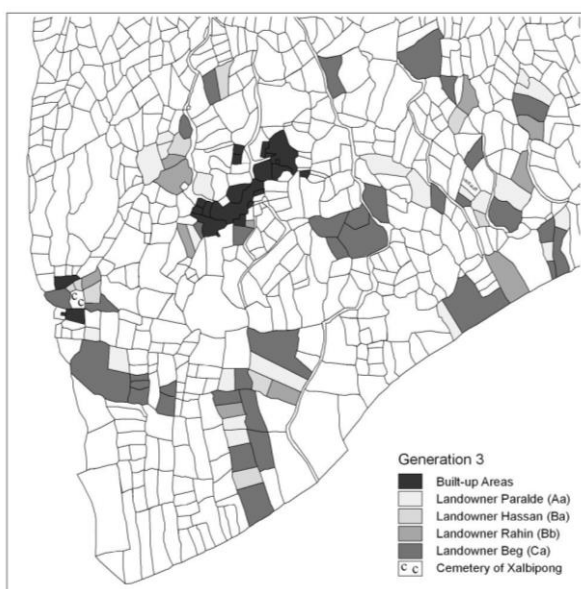 Generation 3
Built-up Areas
Landowner Paralde (Aa)
Landowner Hassan (Ba)
Landowner Rahin (Bb)
Landowner Beg (Ca)
c c Cemetery of Xalbipong
c
c